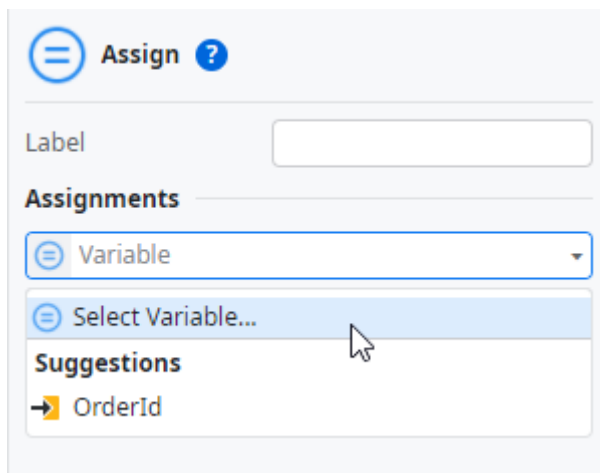 Assign ?
Label
Assignments
Variable
Select Variable...
Suggestions
OrderId